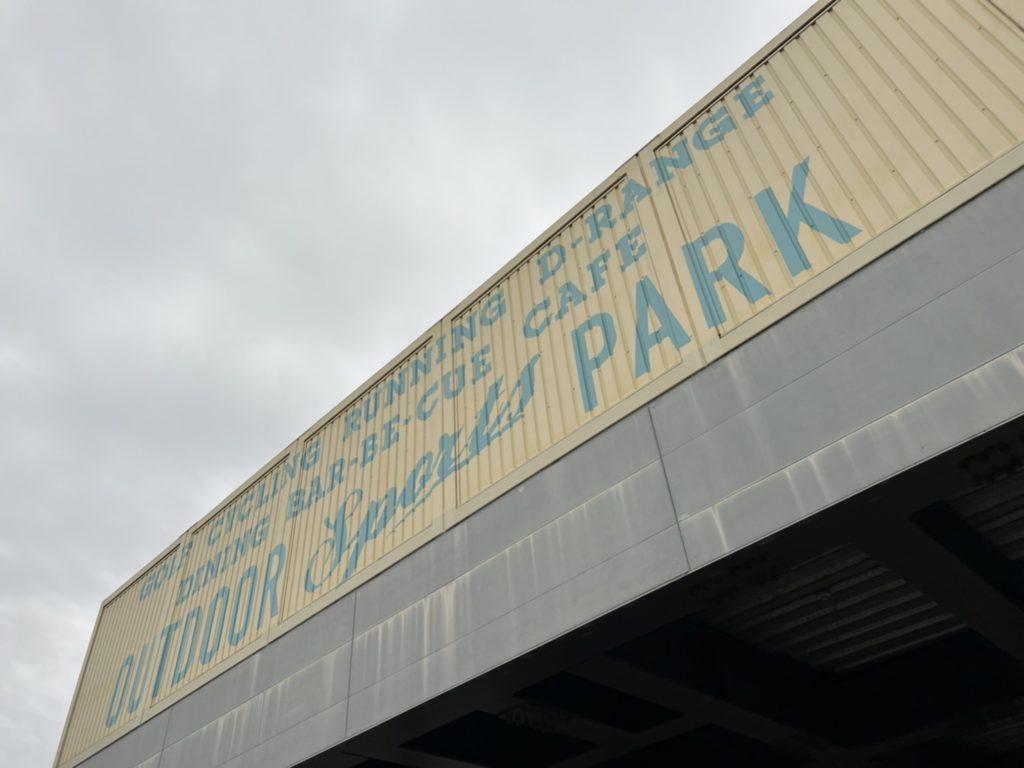 GOLF CYCLING RUNNING D-RANGE
DINING BAR-BE-CUE CAFE
OUTDOOR Sports PARK